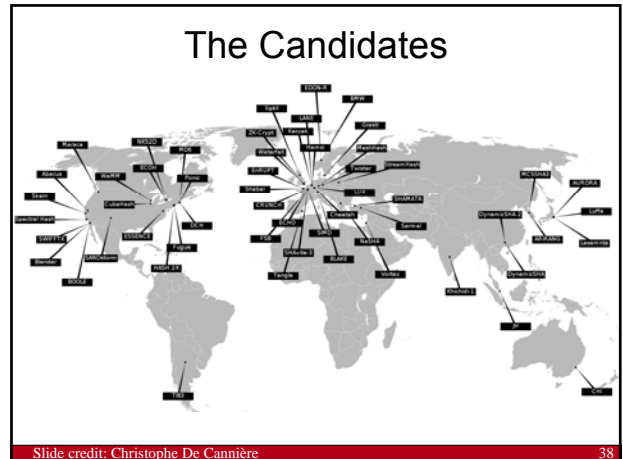 The Candidates
EDON-R
BMW
Sgàil
LANE
Grøstl
ZK-Crypt
Keccak
MeshHash
NKS2D
Hamsi
Maraca
MD6
Waterfall
ECOH
StreamHash
Abacus
WaMM
Ponic
EnRUPT
Twister
MCSSHA3
AURORA
Skein
CubeHash
Shabal
LUX
SHAMATA
CRUNCH
Cheetah
Luffa
Spectral Hash
DCH
ECHO
DynamicSHA 2
SWIFFTX
ESSENCE
SIMD
Sarmal
ARIRANG
Lesamnta
Blender
SANDstorm
Fugue
FSB
SHAvite-3
NaSHA
BOOLE
HASH 2X
Tangle
BLAKE
Vortex
Khichidi-1
DynamicSHA
JH
TIB3
CHI
Slide credit: Christophe De Cannière
38